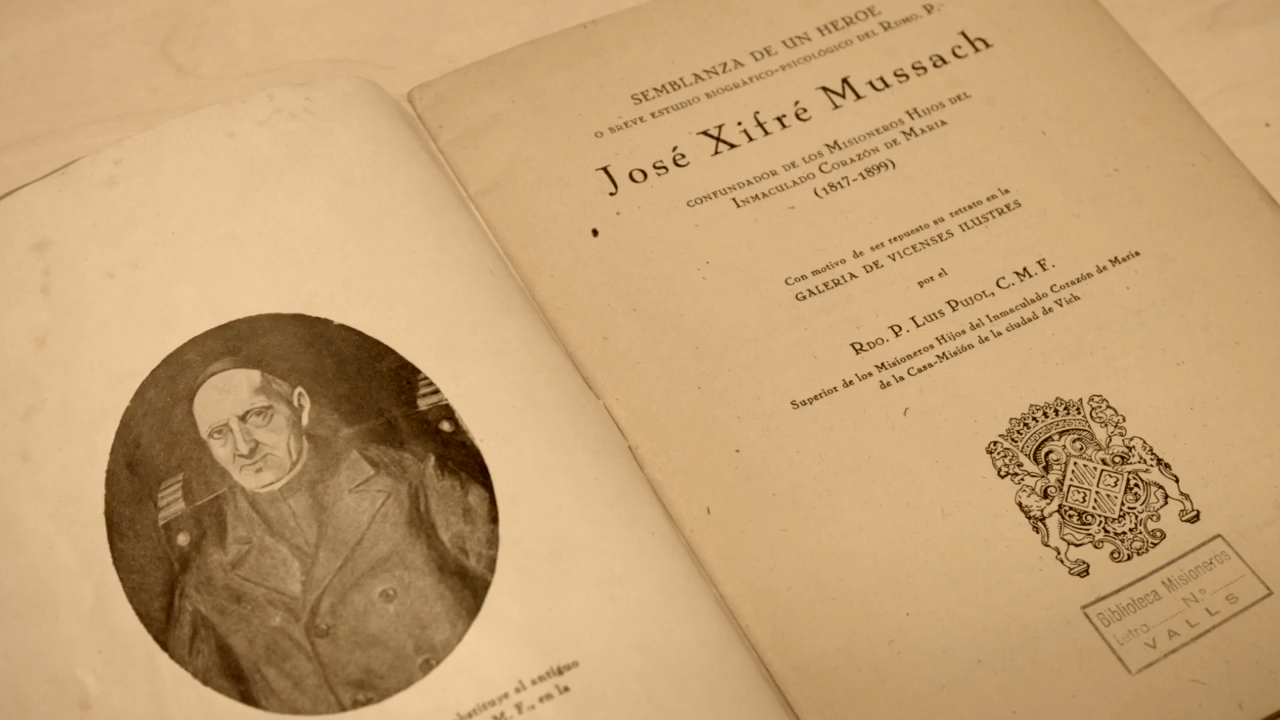 bstituye al antiguo
M. F., en la
SEMBLANZA DE UN HEROE
O BREVE ESTUDIO BIOGRÁFICO-PSICOLÓGICO DEL RDMO. P.
José Xifré Mussach
CONFUNDADOR DE LOS MISIONEROS HIJOS DEL
INMACULADO CORAZÓN DE MARIA
(1817-1899)
Con motivo de ser repuesto su retrato en la
GALERIA DE VICENSES ILUSTRES
por el
RDO. P. LUIS PUJOL, C. M. F.
Superior de los Misioneros Hijos del Inmaculado Corazón de María
de la Casa-Misión de la ciudad de Vich
Biblioteca Misioneros
Letra........ N.º ........
VALLS